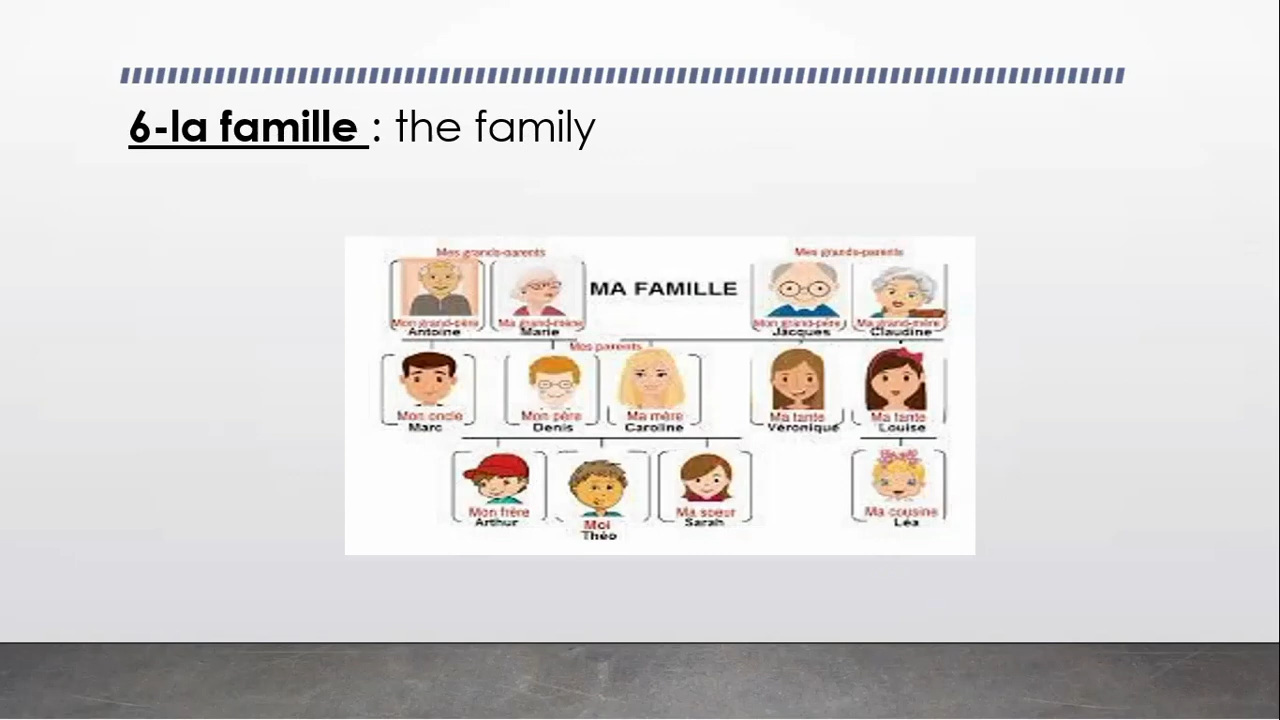 6-la famille : the family
Mes grands-parents
Mes grands-parents
MA FAMILLE
Mon grand-père
Ma grand-mère
Mon grand-père
Ma grand-mère
Antoine
Marie
Jacques
Claudine
Mes parents
Mon oncle
Mon père
Ma mère
Ma tante
Ma tante
Marc
Denis
Caroline
Véronique
Louise
Mon frère
Moi
Ma soeur
Ma cousine
Arthur
Théo
Sarah
Léa